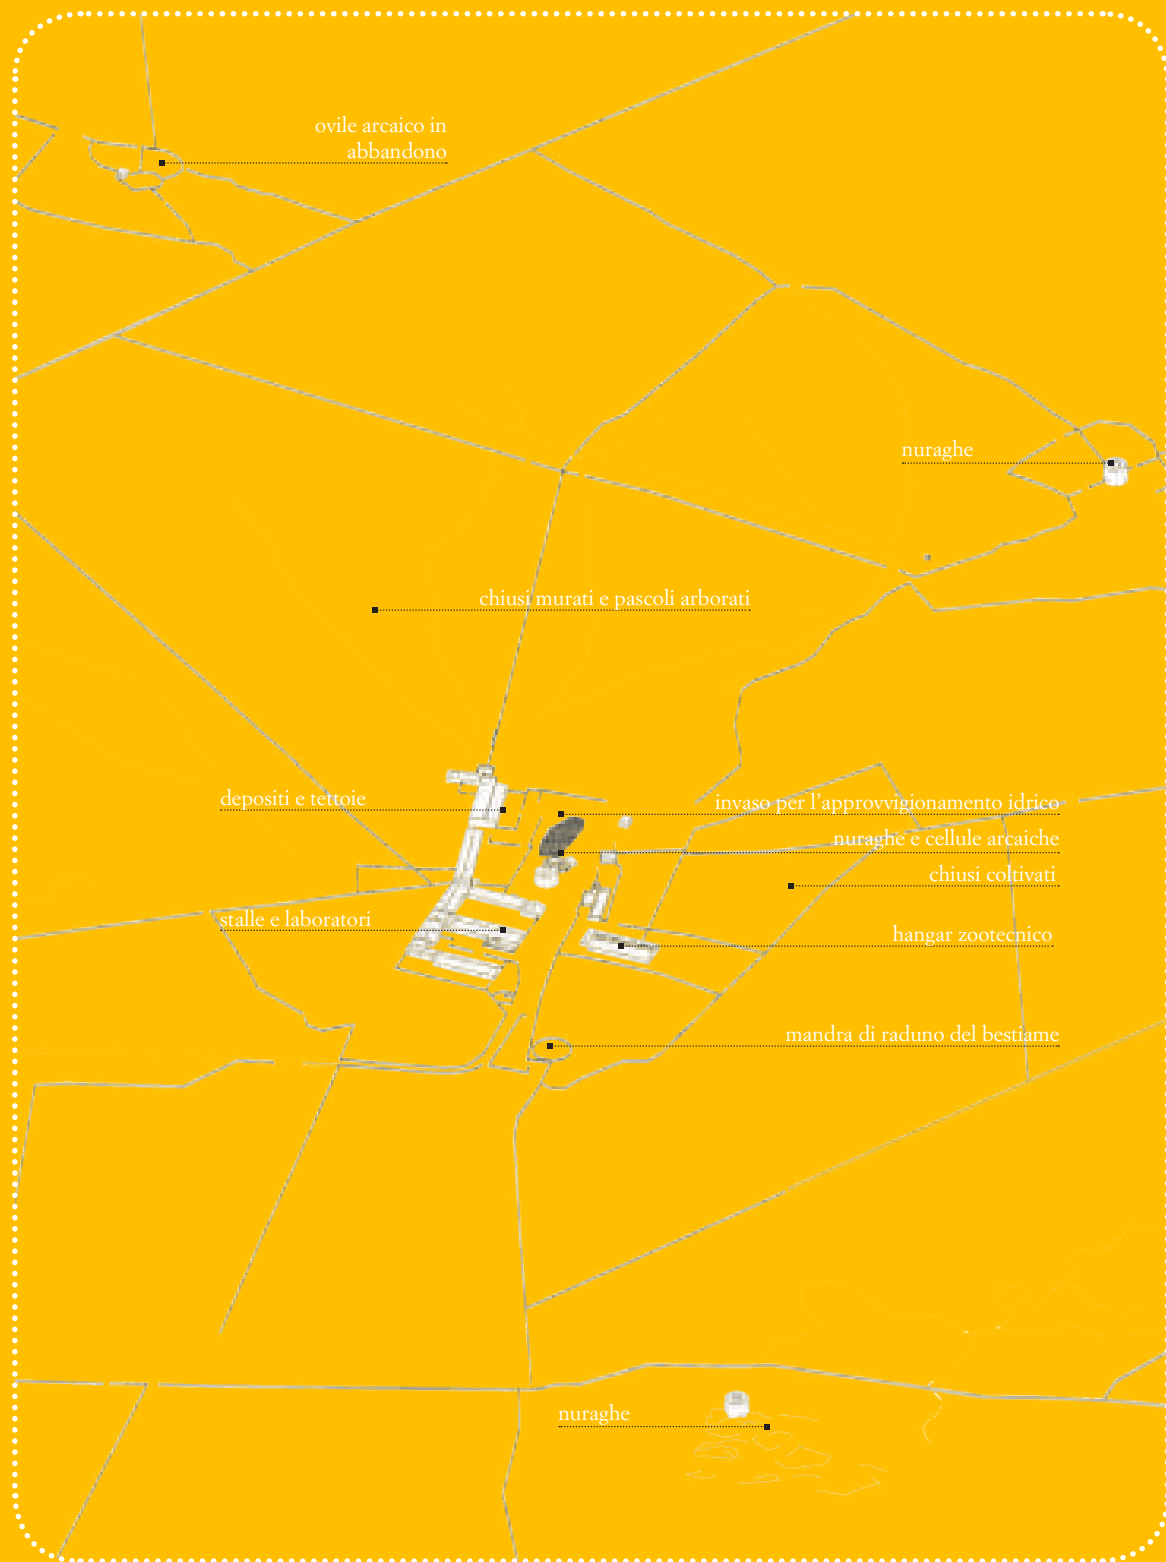 ovile arcaico in
abbandono
nuraghe
chiusi murati e pascoli arborati
depositi e tettoie
invaso per l'approvvigionamento idrico
nuraghe e cellule arcaiche
chiusi coltivati
stalle e laboratori
hangar zootecnico
mandra di raduno del bestiame
nuraghe